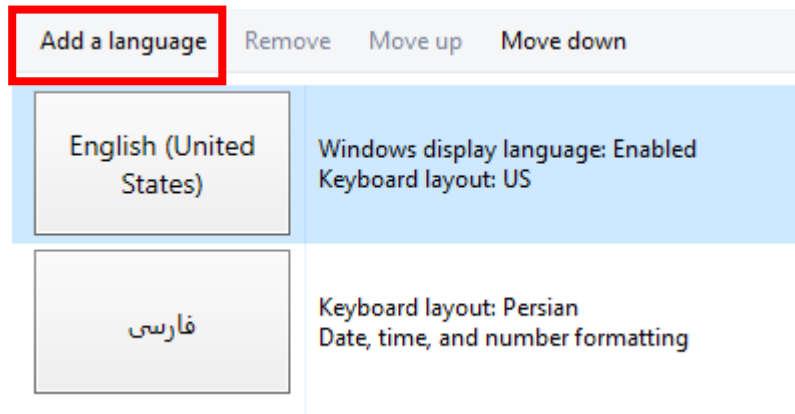 Add a language Remove Move up Move down
English (United
States)
Windows display language: Enabled
Keyboard layout: US
فارسی
Keyboard layout: Persian
Date, time, and number formatting